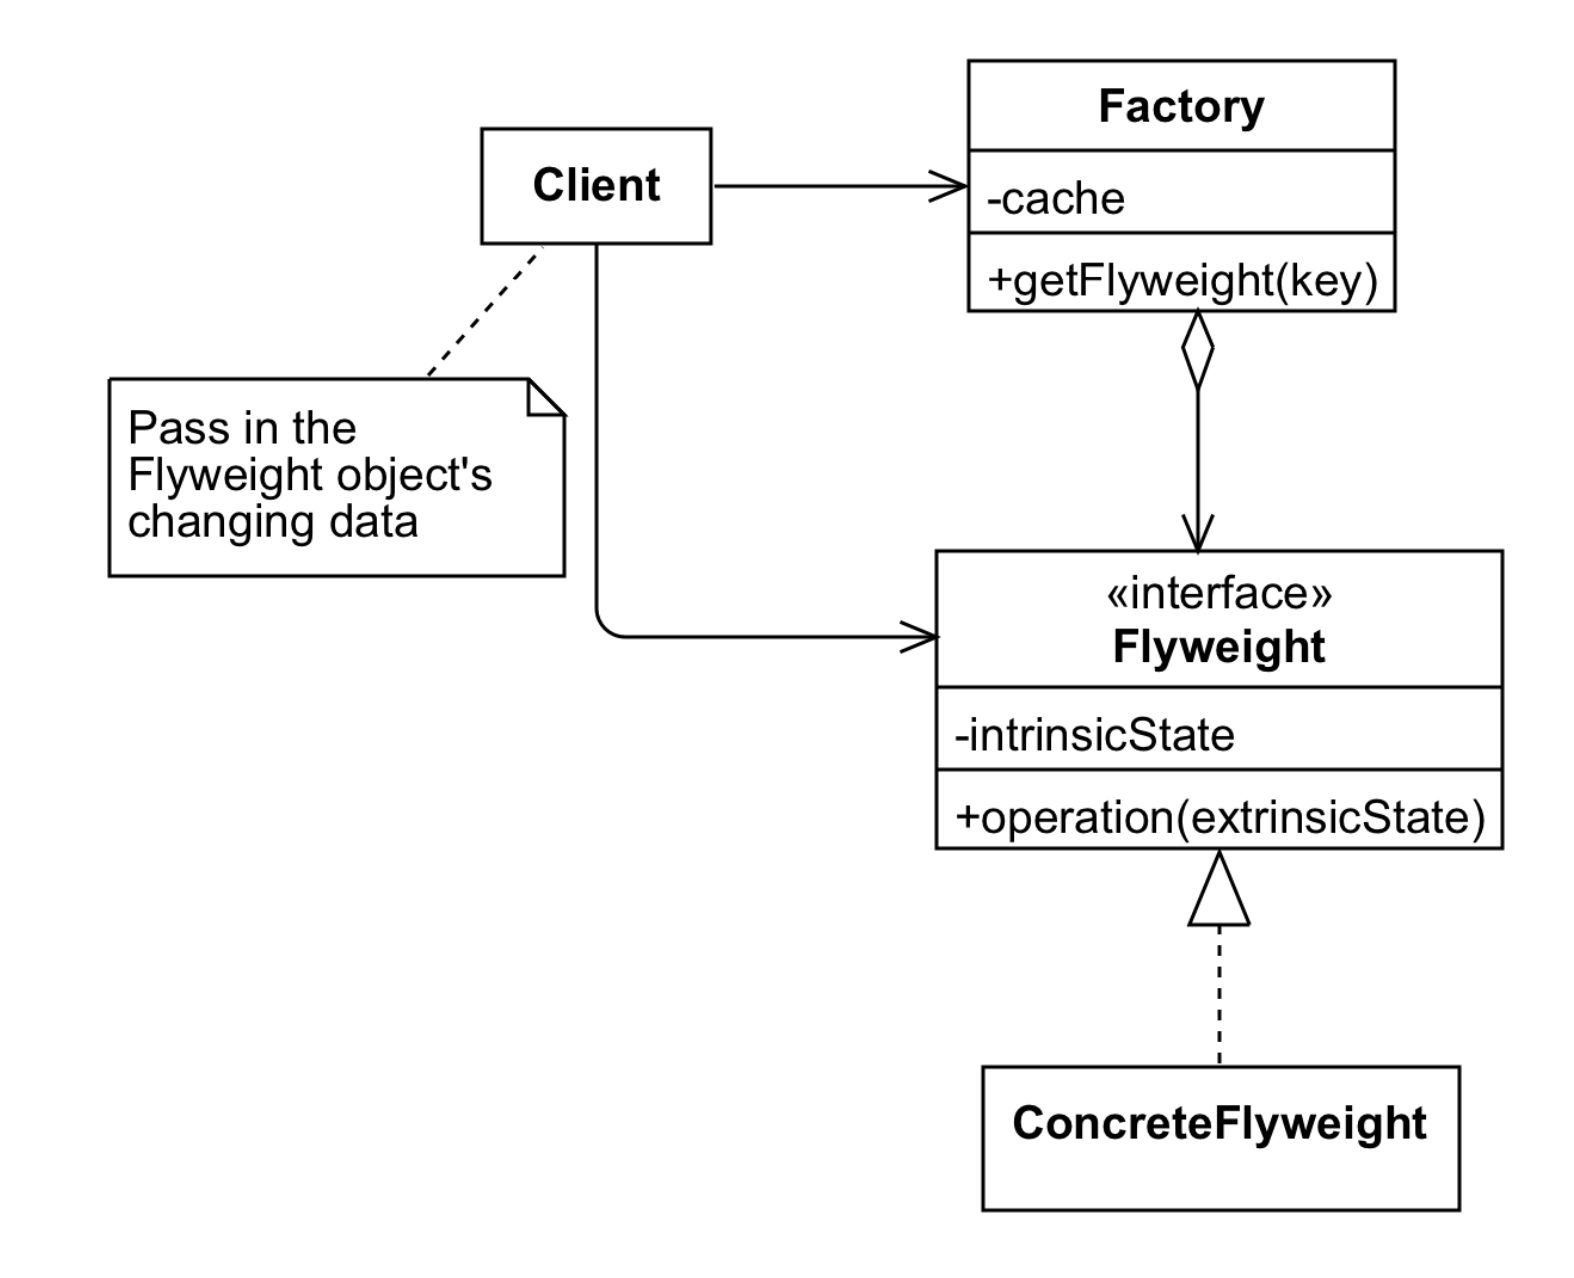 Factory
Client
-cache
+getFlyweight(key)
Pass in the
Flyweight object's
changing data
«interface»
Flyweight
-intrinsicState
+operation(extrinsicState)
ConcreteFlyweight